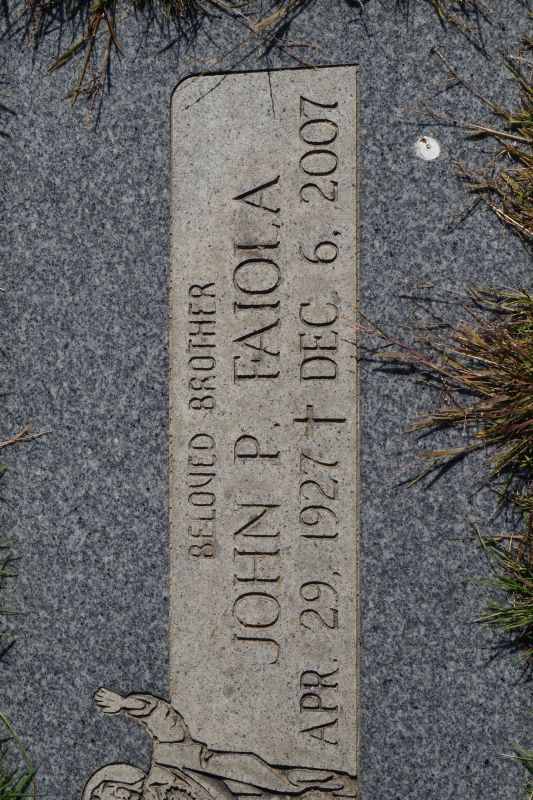 BELOVED BROTHER
JOHN P. FAIOLA
APR. 29, 1927 ✝ DEC. 6, 2007